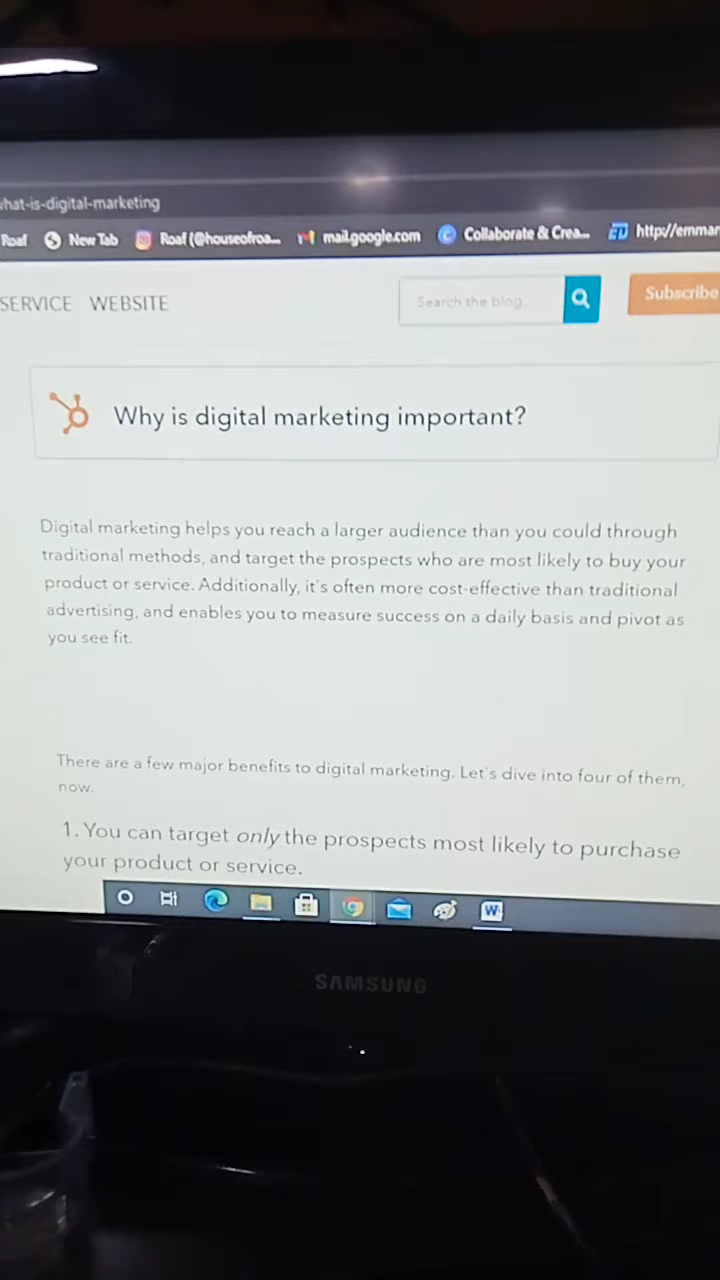 hat-is-digital-marketing
Roaf New Tab Roaf (@houseofroa... mail.google.com Collaborate & Crea... http://emmar
SERVICE WEBSITE Search the blog... Subscribe
Why is digital marketing important?
Digital marketing helps you reach a larger audience than you could through
traditional methods, and target the prospects who are most likely to buy your
product or service. Additionally, it's often more cost-effective than traditional
advertising, and enables you to measure success on a daily basis and pivot as
you see fit.
There are a few major benefits to digital marketing. Let's dive into four of them,
now.
1. You can target only the prospects most likely to purchase
your product or service.
W
SAMSUNG